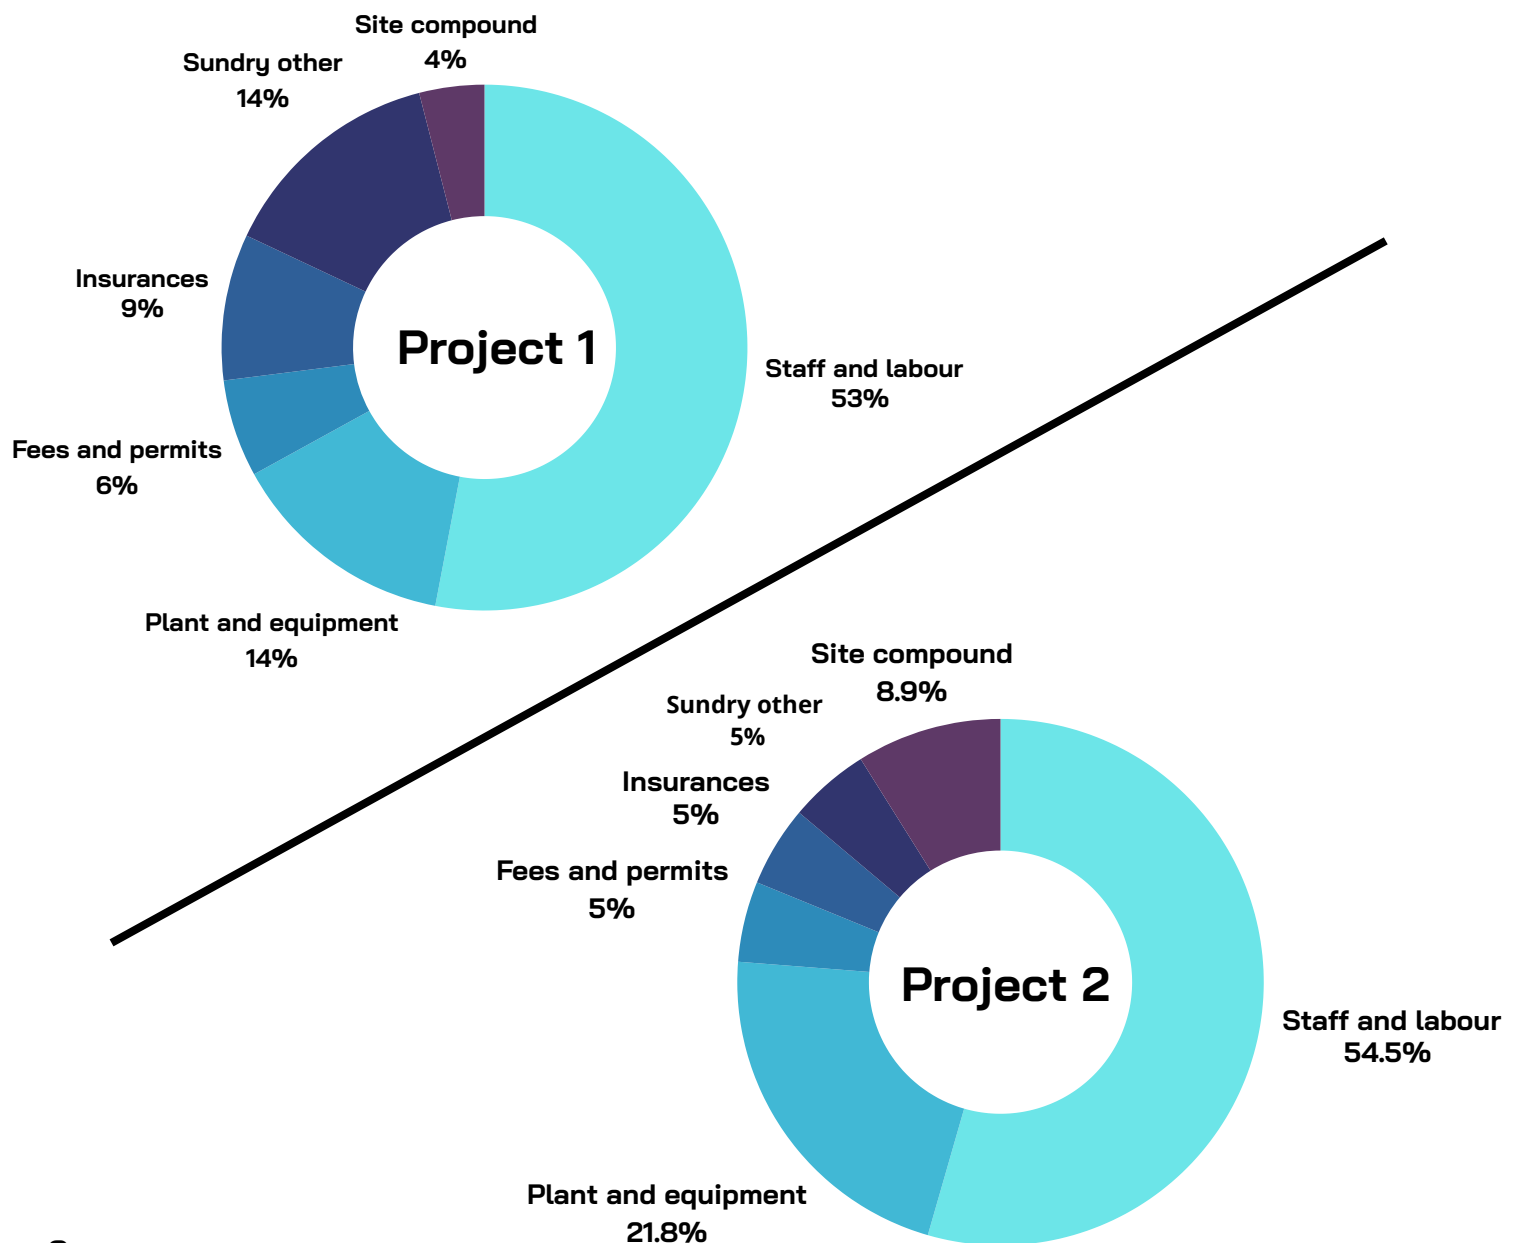 Site compound
4%
Sundry other
14%
Insurances
9%
Project 1
Staff and labour
53%
Fees and permits
6%
Plant and equipment
14%
Site compound
8.9%
Sundry other
5%
Insurances
5%
Fees and permits
5%
Project 2
Staff and labour
54.5%
Plant and equipment
21.8%